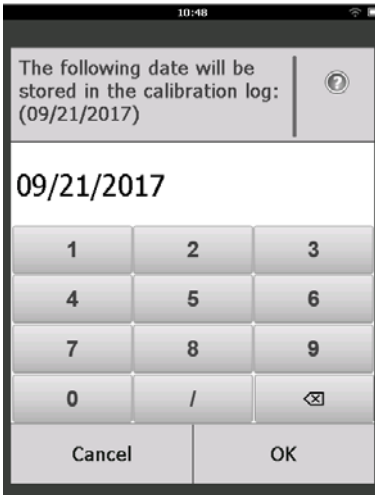 10:48
The following date will be
stored in the calibration log:
(09/21/2017)
?
09/21/2017
1 2 3
4 5 6
7 8 9
0 /
Cancel OK